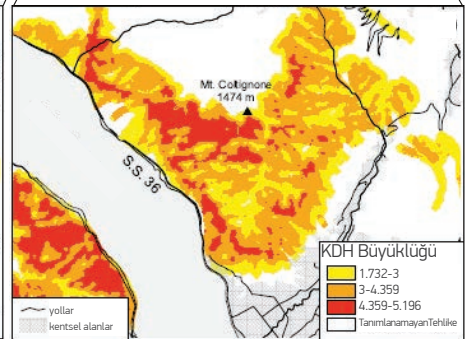 Mt. Coltignone
1474 m
S.S. 36
KDH Büyüklüğü
1.732-3
3-4.359
4.359-5.196
TanımlanamayanTehlike
yollar
kentsel alanlar